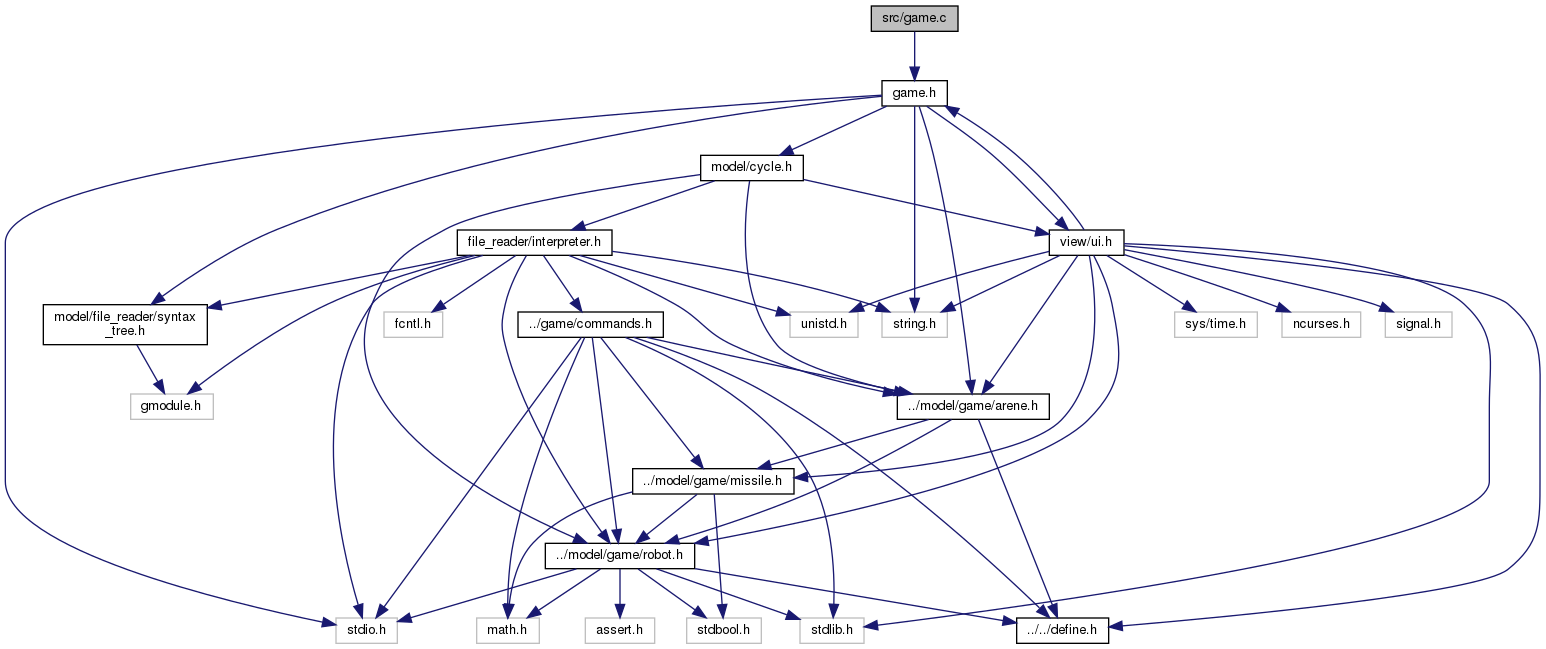 src/game.c
game.h
model/cycle.h
file_reader/interpreter.h
view/ui.h
model/file_reader/syntax
_tree.h
fcntl.h
../game/commands.h
unistd.h
string.h
sys/time.h
ncurses.h
signal.h
gmodule.h
../model/game/arene.h
../model/game/missile.h
../model/game/robot.h
stdio.h
math.h
assert.h
stdbool.h
stdlib.h
../../define.h